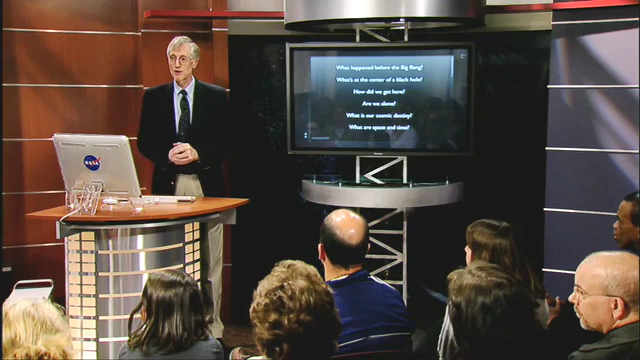 What happened before the Big Bang?
What's at the center of a black hole?
How did we get here?
Are we alone?
What is our cosmic destiny?
What are space and time?
NASA